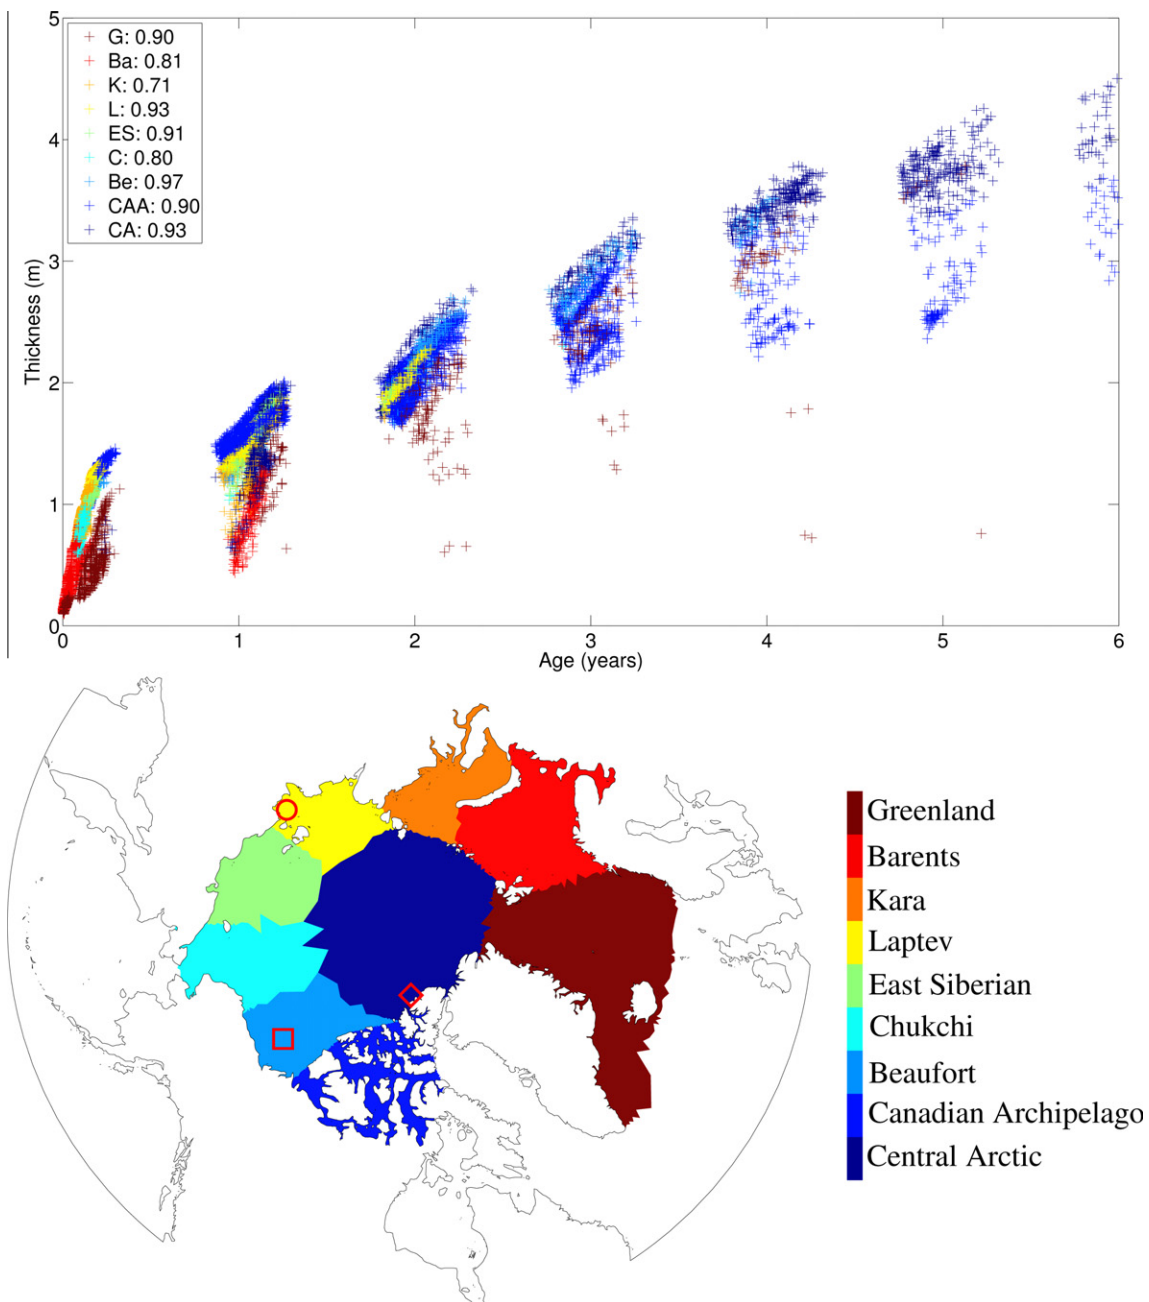 5
G: 0.90
Ba: 0.81
K: 0.71
L: 0.93
ES: 0.91
C: 0.80
Be: 0.97
CAA: 0.90
CA: 0.93
4
3
2
1
0
Thickness (m)
0 1 2 3 4 5 6
Age (years)
Greenland
Barents
Kara
Laptev
East Siberian
Chukchi
Beaufort
Canadian Archipelago
Central Arctic